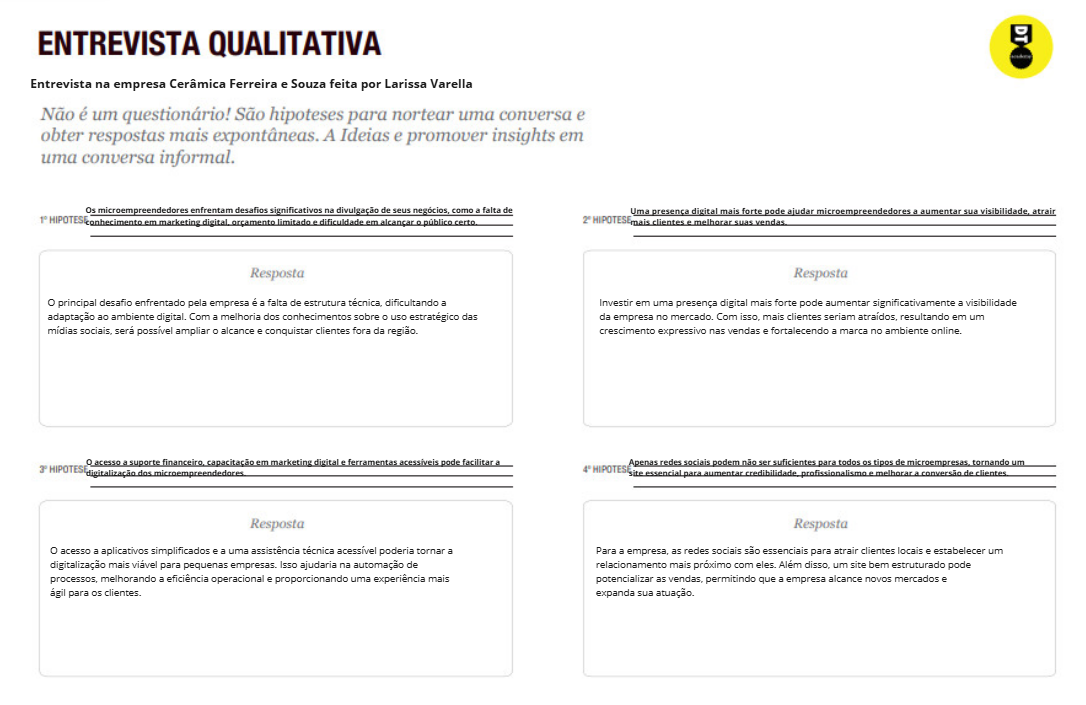 ENTREVISTA QUALITATIVA
DT
academy
Entrevista na empresa Cerâmica Ferreira e Souza feita por Larissa Varella
Não é um questionário! São hipoteses para nortear uma conversa e
obter respostas mais expontâneas. A Ideias e promover insights em
uma conversa informal.
1º HIPOTESE
Os microempreendedores enfrentam desafios significativos na divulgação de seus negócios, como a falta de
conhecimento em marketing digital, orçamento limitado e dificuldade em alcançar o público certo.
Resposta
O principal desafio enfrentado pela empresa é a falta de estrutura técnica, dificultando a
adaptação ao ambiente digital. Com a melhoria dos conhecimentos sobre o uso estratégico das
mídias sociais, será possível ampliar o alcance e conquistar clientes fora da região.
2º HIPOTESE
Uma presença digital mais forte pode ajudar microempreendedores a aumentar sua visibilidade, atrair
mais clientes e melhorar suas vendas.
Resposta
Investir em uma presença digital mais forte pode aumentar significativamente a visibilidade
da empresa no mercado. Com isso, mais clientes seriam atraídos, resultando em um
crescimento expressivo nas vendas e fortalecendo a marca no ambiente online.
3º HIPOTESE
O acesso a suporte financeiro, capacitação em marketing digital e ferramentas acessíveis pode facilitar a
digitalização dos microempreendedores.
Resposta
O acesso a aplicativos simplificados e a uma assistência técnica acessível poderia tornar a
digitalização mais viável para pequenas empresas. Isso ajudaria na automação de
processos, melhorando a eficiência operacional e proporcionando uma experiência mais
ágil para os clientes.
4º HIPOTESE
Apenas redes sociais podem não ser suficientes para todos os tipos de microempresas, tornando um
site essencial para aumentar credibilidade, profissionalismo e melhorar a conversão de clientes.
Resposta
Para a empresa, as redes sociais são essenciais para atrair clientes locais e estabelecer um
relacionamento mais próximo com eles. Além disso, um site bem estruturado pode
potencializar as vendas, permitindo que a empresa alcance novos mercados e
expanda sua atuação.